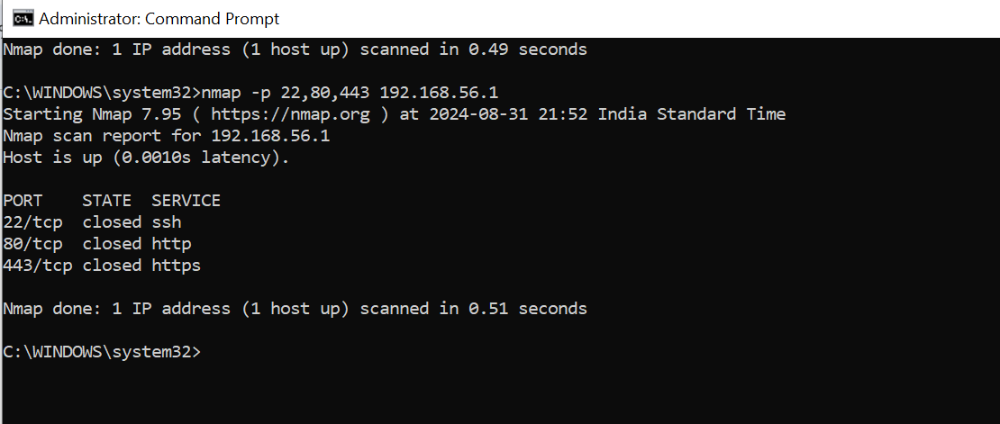 Administrator: Command Prompt
Nmap done: 1 IP address (1 host up) scanned in 0.49 seconds
C:\WINDOWS\system32>nmap -p 22,80,443 192.168.56.1
Starting Nmap 7.95 ( https://nmap.org ) at 2024-08-31 21:52 India Standard Time
Nmap scan report for 192.168.56.1
Host is up (0.0010s latency).
PORT    STATE  SERVICE
22/tcp  closed ssh
80/tcp  closed http
443/tcp closed https
Nmap done: 1 IP address (1 host up) scanned in 0.51 seconds
C:\WINDOWS\system32>